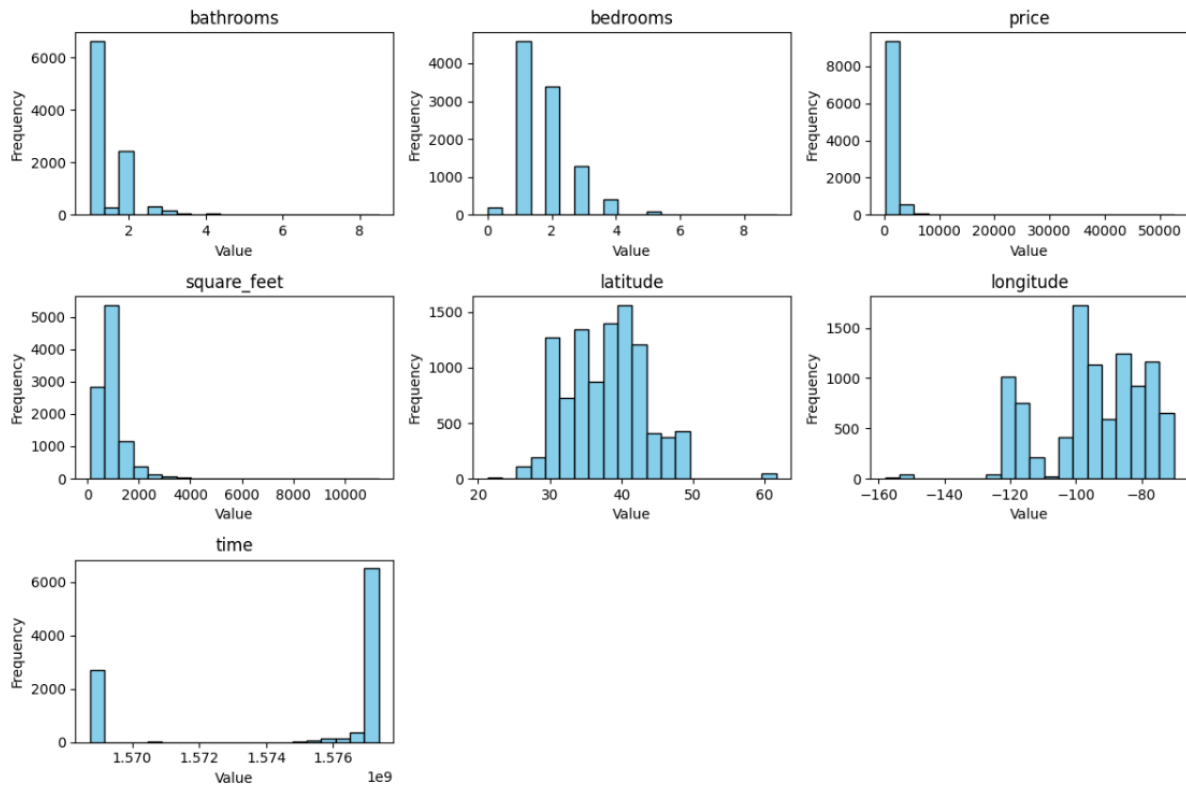 bathrooms
Frequency
6000
4000
2000
0
2 4 6 8
Value
bedrooms
Frequency
4000
3000
2000
1000
0
0 2 4 6 8
Value
price
Frequency
8000
6000
4000
2000
0
0 10000 20000 30000 40000 50000
Value
square_feet
Frequency
5000
4000
3000
2000
1000
0
0 2000 4000 6000 8000 10000
Value
latitude
Frequency
1500
1000
500
0
20 30 40 50 60
Value
longitude
Frequency
1500
1000
500
0
−160 −140 −120 −100 −80
Value
time
Frequency
6000
4000
2000
0
1.570 1.572 1.574 1.576
Value
1e9